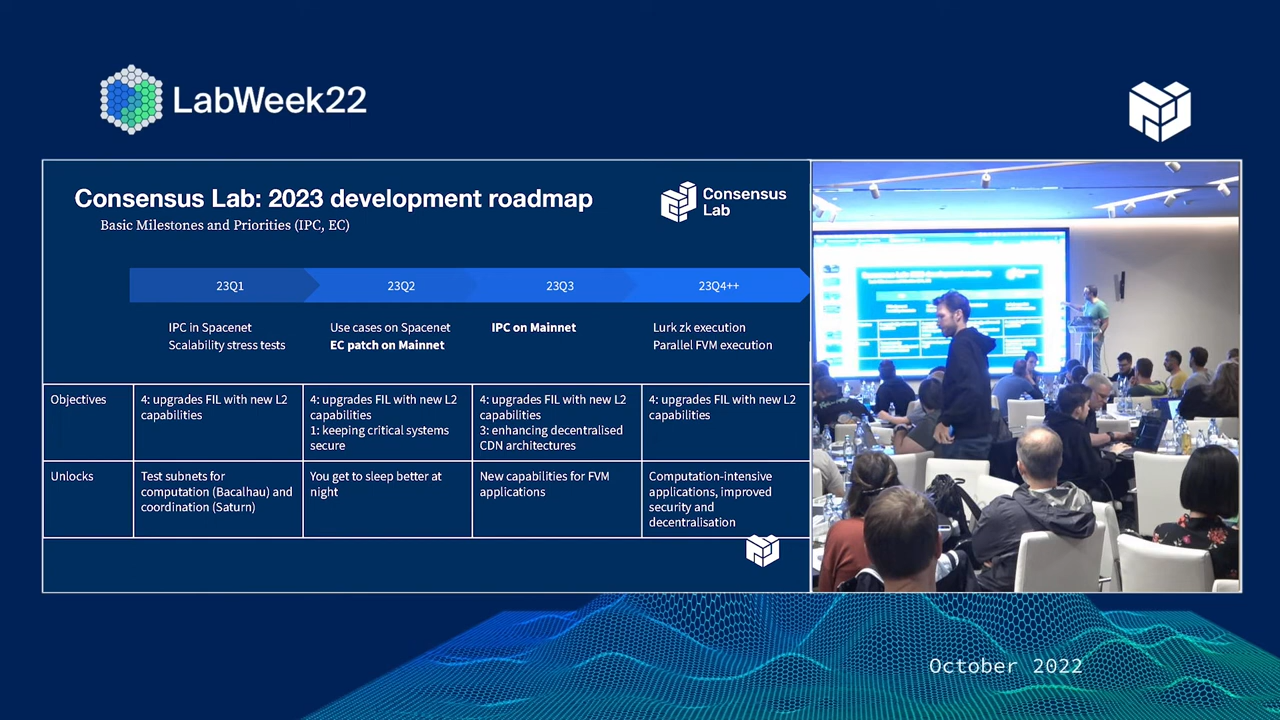 LabWeek22
Consensus Lab: 2023 development roadmap
Basic Milestones and Priorities (IPC, EC)
Consensus
Lab
23Q1
23Q2
23Q3
23Q4++
IPC in Spacenet
Scalability stress tests
Use cases on Spacenet
EC patch on Mainnet
IPC on Mainnet
Lurk zk execution
Parallel FVM execution
Objectives
4: upgrades FIL with new L2
capabilities
4: upgrades FIL with new L2
capabilities
1: keeping critical systems
secure
4: upgrades FIL with new L2
capabilities
3: enhancing decentralised
CDN architectures
4: upgrades FIL with new L2
capabilities
Unlocks
Test subnets for
computation (Bacalhau) and
coordination (Saturn)
You get to sleep better at
night
New capabilities for FVM
applications
Computation-intensive
applications, improved
security and
decentralisation
October 2022